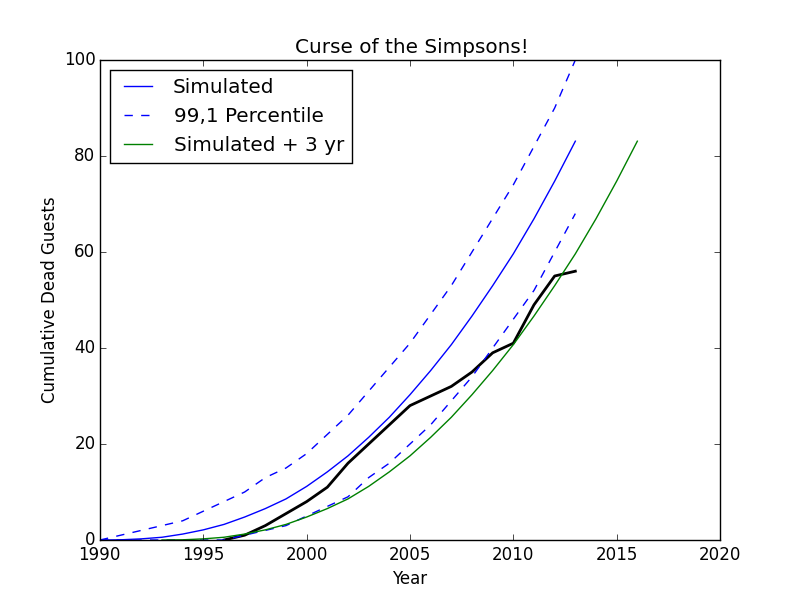 Curse of the Simpsons!
100
80
60
40
20
0
Cumulative Dead Guests
Simulated
99,1 Percentile
Simulated + 3 yr
1990 1995 2000 2005 2010 2015 2020
Year